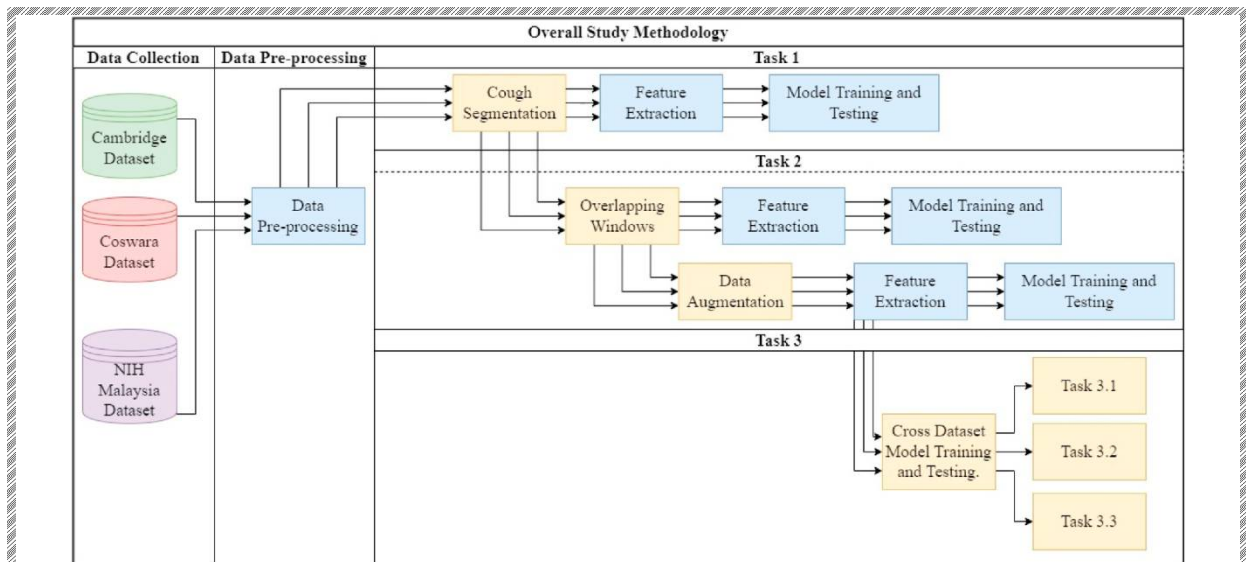 Overall Study Methodology
Data Collection
Data Pre-processing
Task 1
Cambridge
Dataset
Coswara
Dataset
NIH
Malaysia
Dataset
Data
Pre-processing
Cough
Segmentation
Feature
Extraction
Model Training and
Testing
Task 2
Overlapping
Windows
Feature
Extraction
Model Training and
Testing
Data
Augmentation
Feature
Extraction
Model Training and
Testing
Task 3
Cross Dataset
Model Training
and Testing.
Task 3.1
Task 3.2
Task 3.3